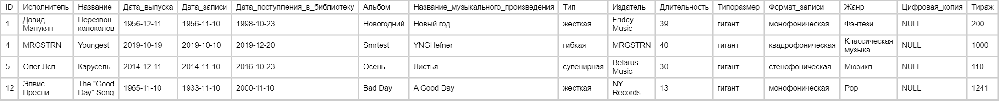 ID Исполнитель Название Дата_выпуска Дата_записи Дата_поступления_в_библиотеку Альбом Название_музыкального_произведения Тип Издатель Длительность Типоразмер Формат_записи Жанр Цифровая_копия Тираж
1 Давид Манукян Перезвон колоколов 1956-12-11 1956-11-10 1998-10-23 Новогодний Новый год жесткая Friday Music 39 гигант монофоническая Фэнтези NULL 200
4 MRGSTRN Youngest 2019-10-19 2019-10-10 2019-12-20 Smrtest YNGHefner гибкая MRGSTRN 40 гигант квадрофоническая Классическая музыка NULL 1000
5 Олег Лсп Карусель 2014-12-11 2014-11-10 2016-10-23 Осень Листья сувенирная Belarus Music 30 гигант стенофоническая Мюзикл NULL 110
12 Элвис Пресли The "Good Day" Song 1965-11-10 1933-11-10 2000-11-10 Bad Day A Good Day жесткая NY Records 13 гигант монофоническая Pop NULL 1241